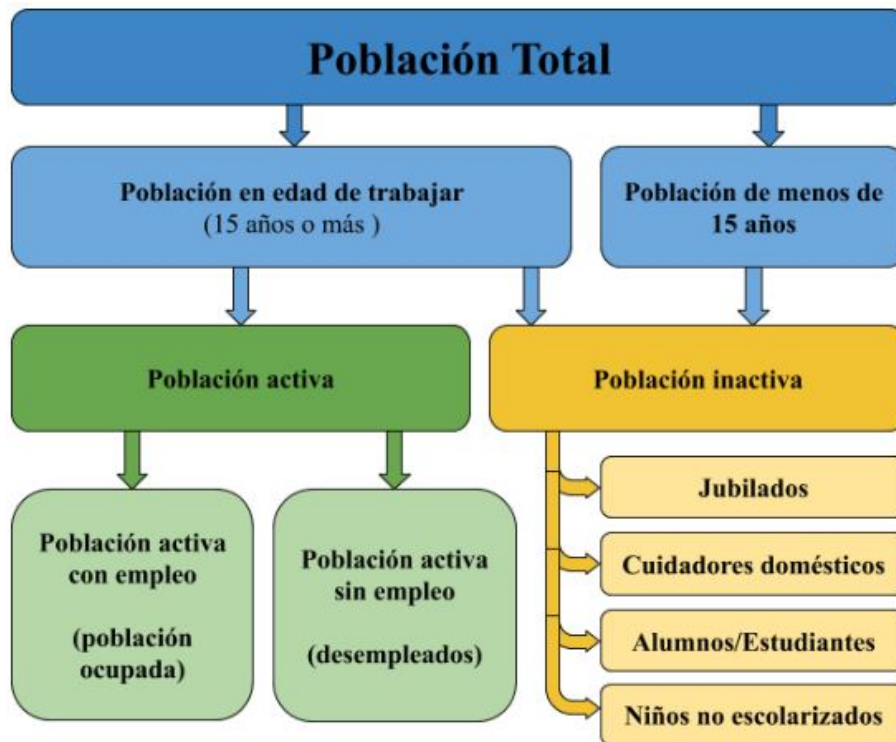 Población Total
Población en edad de trabajar
(15 años o más )
Población de menos de
15 años
Población activa
Población inactiva
Población activa
con empleo
(población
ocupada)
Población activa
sin empleo
(desempleados)
Jubilados
Cuidadores domésticos
Alumnos/Estudiantes
Niños no escolarizados